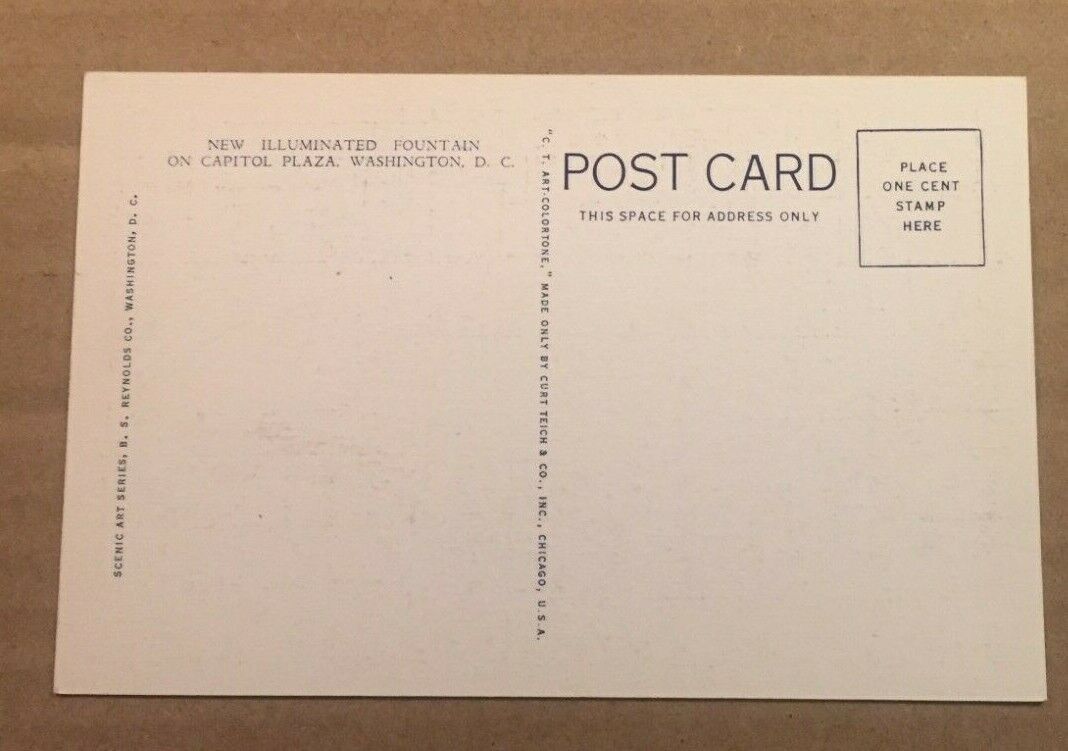 NEW ILLUMINATED FOUNTAIN
ON CAPITOL PLAZA, WASHINGTON, D. C.
SCENIC ART SERIES, B. S. REYNOLDS CO., WASHINGTON, D. C.
"C. T. ART-COLORTONE," MADE ONLY BY CURT TEICH & CO., INC., CHICAGO, U.S.A.
POST CARD
THIS SPACE FOR ADDRESS ONLY
PLACE
ONE CENT
STAMP
HERE